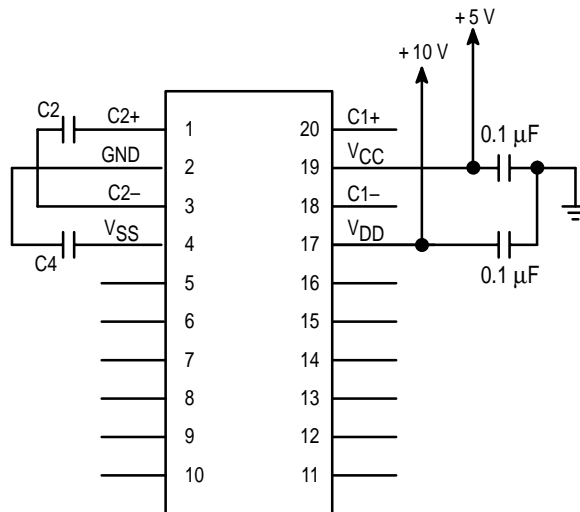 + 5 V
+ 10 V
C2 C2+ 1 20 C1+ 0.1 µF
GND 2 19 VCC
C2– 3 18 C1–
VSS 4 17 VDD
C4 0.1 µF
5 16
6 15
7 14
8 13
9 12
10 11